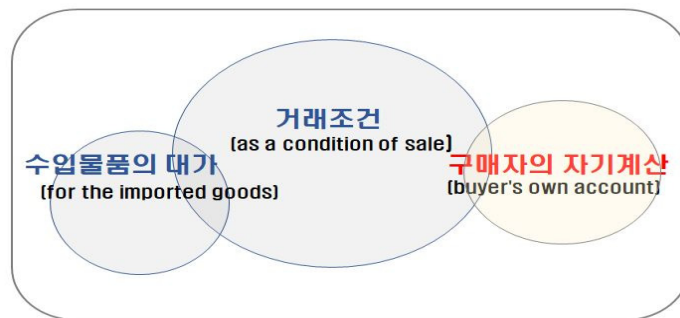 거래조건
(as a condition of sale)
수입물품의 대가
(for the imported goods)
구매자의 자기계산
(buyer's own account)